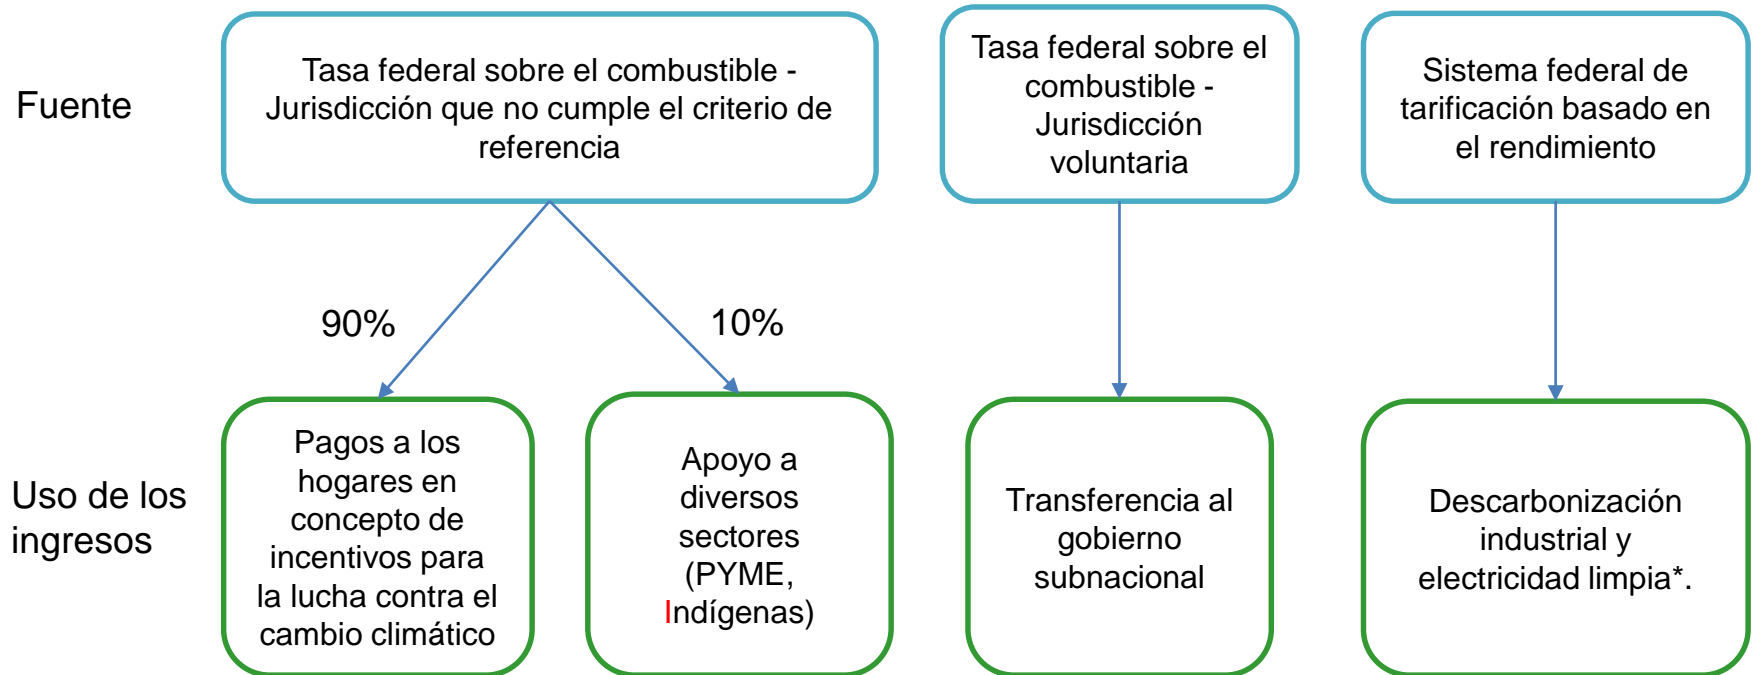 Fuente
Tasa federal sobre el combustible -
Jurisdicción que no cumple el criterio de
referencia
Tasa federal sobre el
combustible -
Jurisdicción
voluntaria
Sistema federal de
tarificación basado en
el rendimiento
90%
10%
Uso de los
ingresos
Pagos a los
hogares en
concepto de
incentivos para
la lucha contra el
cambio climático
Apoyo a
diversos
sectores
(PYME,
Indígenas)
Transferencia al
gobierno
subnacional
Descarbonización
industrial y
electricidad limpia*.